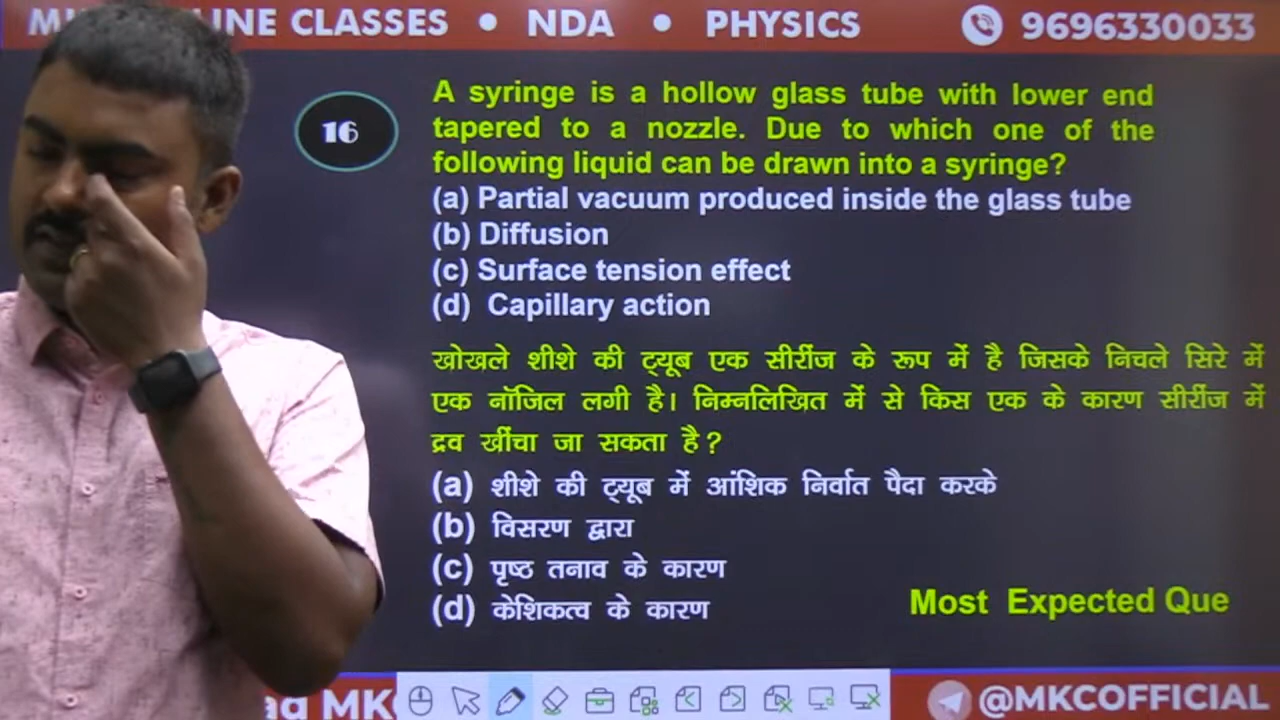 LINE CLASSES • NDA • PHYSICS 9696330033
16
A syringe is a hollow glass tube with lower end
tapered to a nozzle. Due to which one of the
following liquid can be drawn into a syringe?
(a) Partial vacuum produced inside the glass tube
(b) Diffusion
(c) Surface tension effect
(d) Capillary action
खोखले शीशे की ट्यूब एक सीरींज के रूप में है जिसके निचले सिरे में
एक नॉजिल लगी है। निम्नलिखित में से किस एक के कारण सीरींज में
द्रव खींचा जा सकता है?
(a) शीशे की ट्यूब में आंशिक निर्वात पैदा करके
(b) विसरण द्वारा
(c) पृष्ठ तनाव के कारण
(d) केशिकत्व के कारण
Most Expected Que
MKC
@MKCOFFICIAL